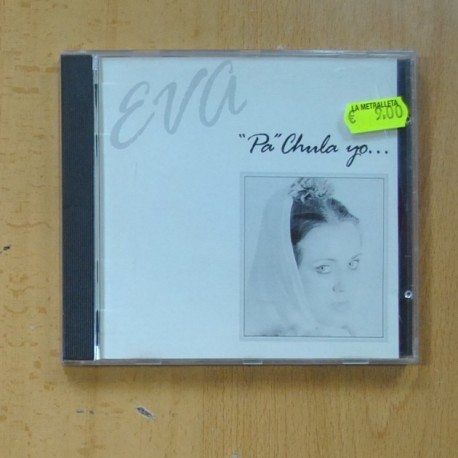 EVA
"Pa" Chula yo...
LA METRALLETA
€ 9.00